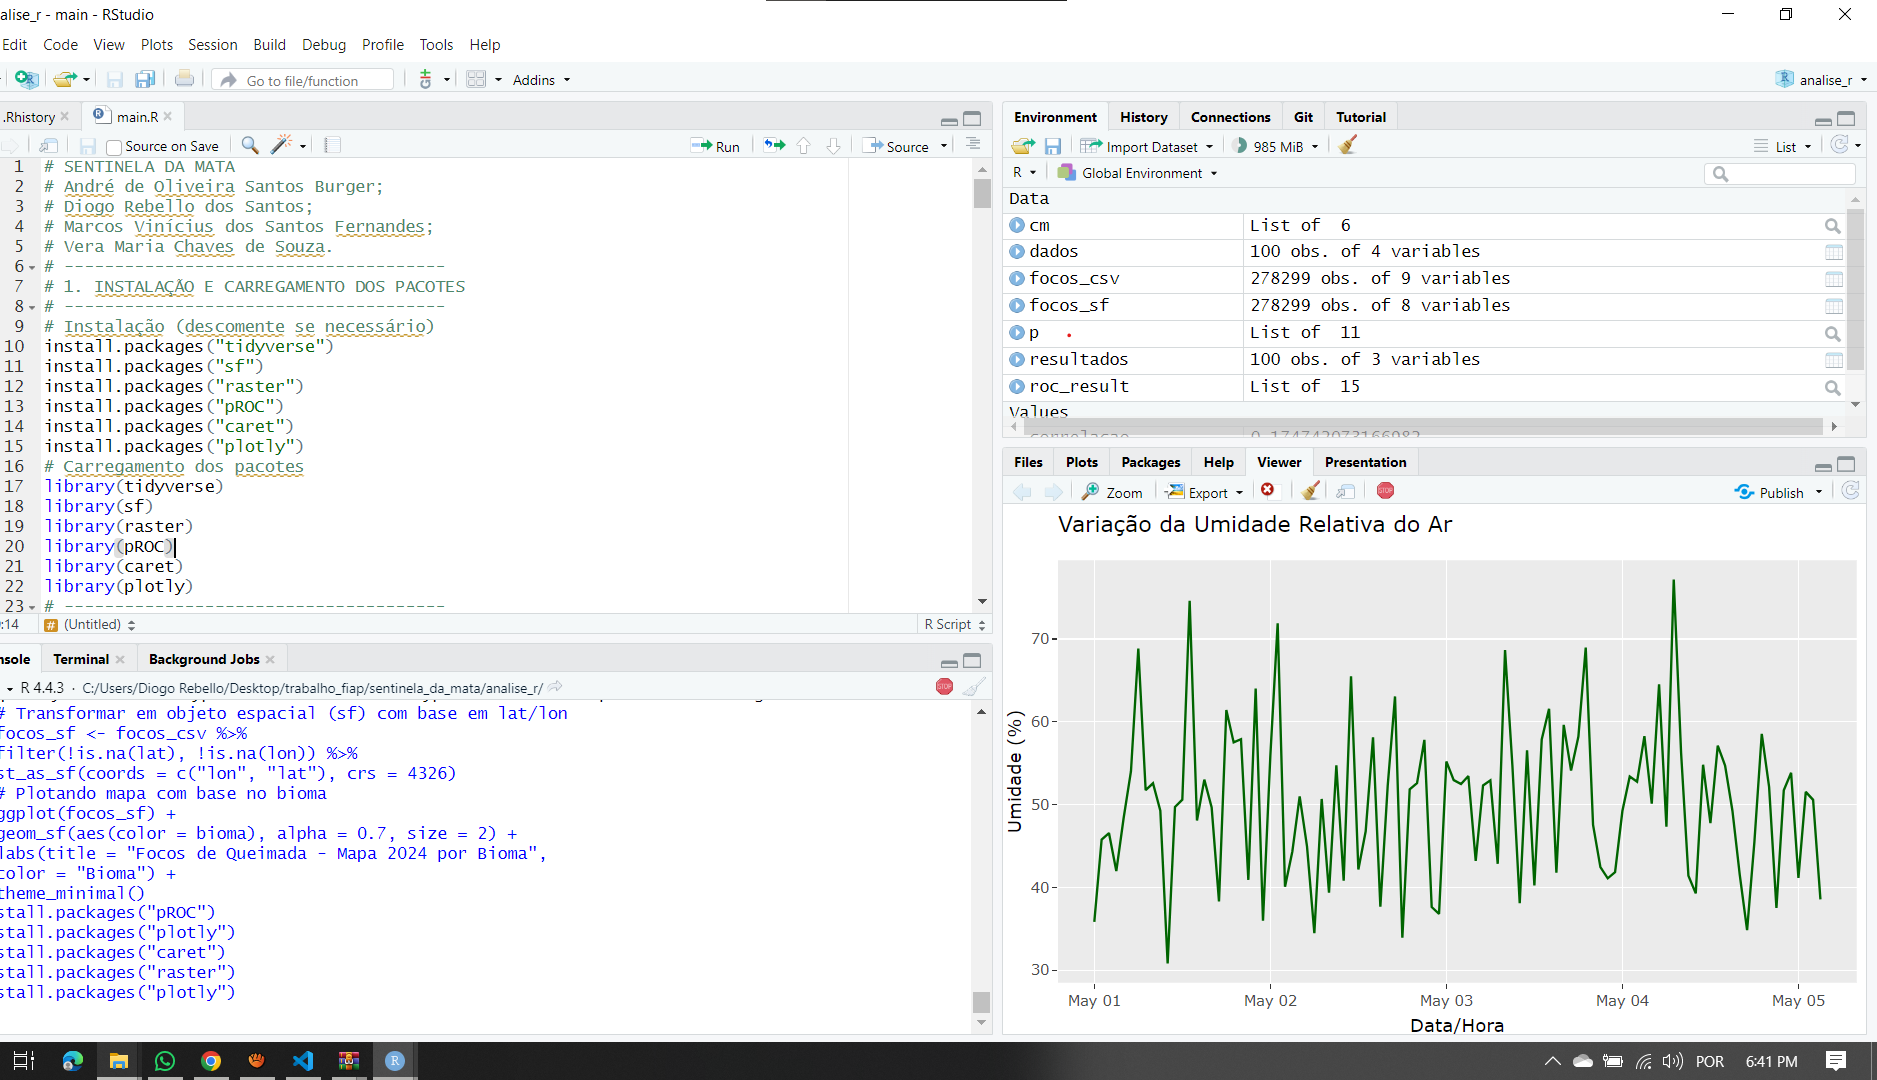 alise_r - main - RStudio
Edit Code View Plots Session Build Debug Profile Tools Help
Go to file/function
Addins
analise_r
.Rhistory
main.R
Source on Save
Run
Source
1 # SENTINELA DA MATA
2 # André de Oliveira Santos Burger;
3 # Diogo Rebello dos Santos;
4 # Marcos Vinícius dos Santos Fernandes;
5 # Vera Maria Chaves de Souza.
6 # --------------------------------------
7 # 1. INSTALAÇÃO E CARREGAMENTO DOS PACOTES
8 # --------------------------------------
9 # Instalação (descomente se necessário)
10 install.packages("tidyverse")
11 install.packages("sf")
12 install.packages("raster")
13 install.packages("pROC")
14 install.packages("caret")
15 install.packages("plotly")
16 # Carregamento dos pacotes
17 library(tidyverse)
18 library(sf)
19 library(raster)
20 library(pROC)
21 library(caret)
22 library(plotly)
23 # --------------------------------------
:14
# (Untitled)
R Script
nsole
Terminal
Background Jobs
R 4.4.3 · C:/Users/Diogo Rebello/Desktop/trabalho_fiap/sentinela_da_mata/analise_r/
STOP
# Transformar em objeto espacial (sf) com base em lat/lon
focos_sf <- focos_csv %>%
filter(!is.na(lat), !is.na(lon)) %>%
st_as_sf(coords = c("lon", "lat"), crs = 4326)
# Plotando mapa com base no bioma
ggplot(focos_sf) +
geom_sf(aes(color = bioma), alpha = 0.7, size = 2) +
labs(title = "Focos de Queimada - Mapa 2024 por Bioma",
color = "Bioma") +
theme_minimal()
stall.packages("pROC")
stall.packages("plotly")
stall.packages("caret")
stall.packages("raster")
stall.packages("plotly")
Environment History Connections Git Tutorial
Import Dataset
985 MiB
List
R
Global Environment
Data
cm List of 6
dados 100 obs. of 4 variables
focos_csv 278299 obs. of 9 variables
focos_sf 278299 obs. of 8 variables
p List of 11
resultados 100 obs. of 3 variables
roc_result List of 15
Values
correlacao 0.174742073166982
Files Plots Packages Help Viewer Presentation
Zoom
Export
STOP
Publish
Variação da Umidade Relativa do Ar
70
60
50
40
30
Umidade (%)
May 01
May 02
May 03
May 04
May 05
Data/Hora
R
POR
6:41 PM